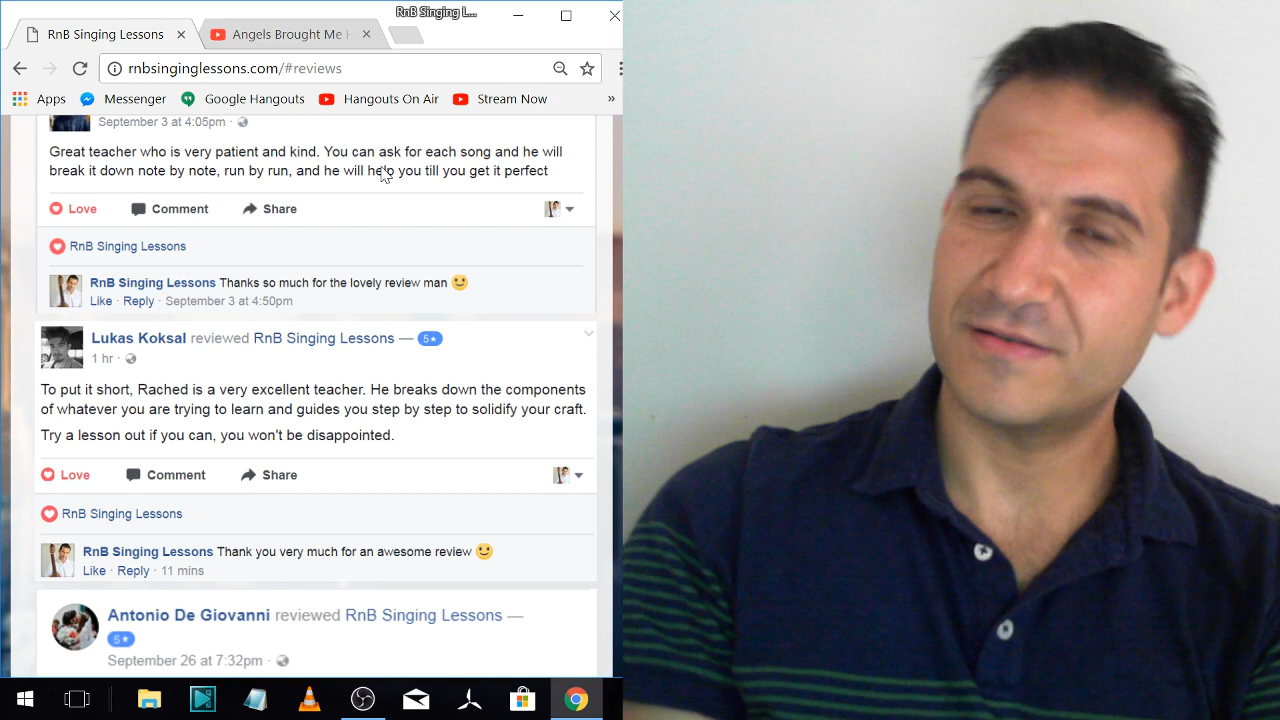 RnB Singing L...
RnB Singing Lessons
Angels Brought Me H
rnbsinginglessons.com/#reviews
Apps Messenger Google Hangouts Hangouts On Air Stream Now »
September 3 at 4:05pm ·
Great teacher who is very patient and kind. You can ask for each song and he will
break it down note by note, run by run, and he will help you till you get it perfect
Love Comment Share
RnB Singing Lessons
RnB Singing Lessons Thanks so much for the lovely review man
Like · Reply · September 3 at 4:50pm
Lukas Koksal reviewed RnB Singing Lessons — 5★
1 hr ·
To put it short, Rached is a very excellent teacher. He breaks down the components
of whatever you are trying to learn and guides you step by step to solidify your craft.
Try a lesson out if you can, you won't be disappointed.
Love Comment Share
RnB Singing Lessons
RnB Singing Lessons Thank you very much for an awesome review
Like · Reply · 11 mins
Antonio De Giovanni reviewed RnB Singing Lessons —
5★
September 26 at 7:32pm ·